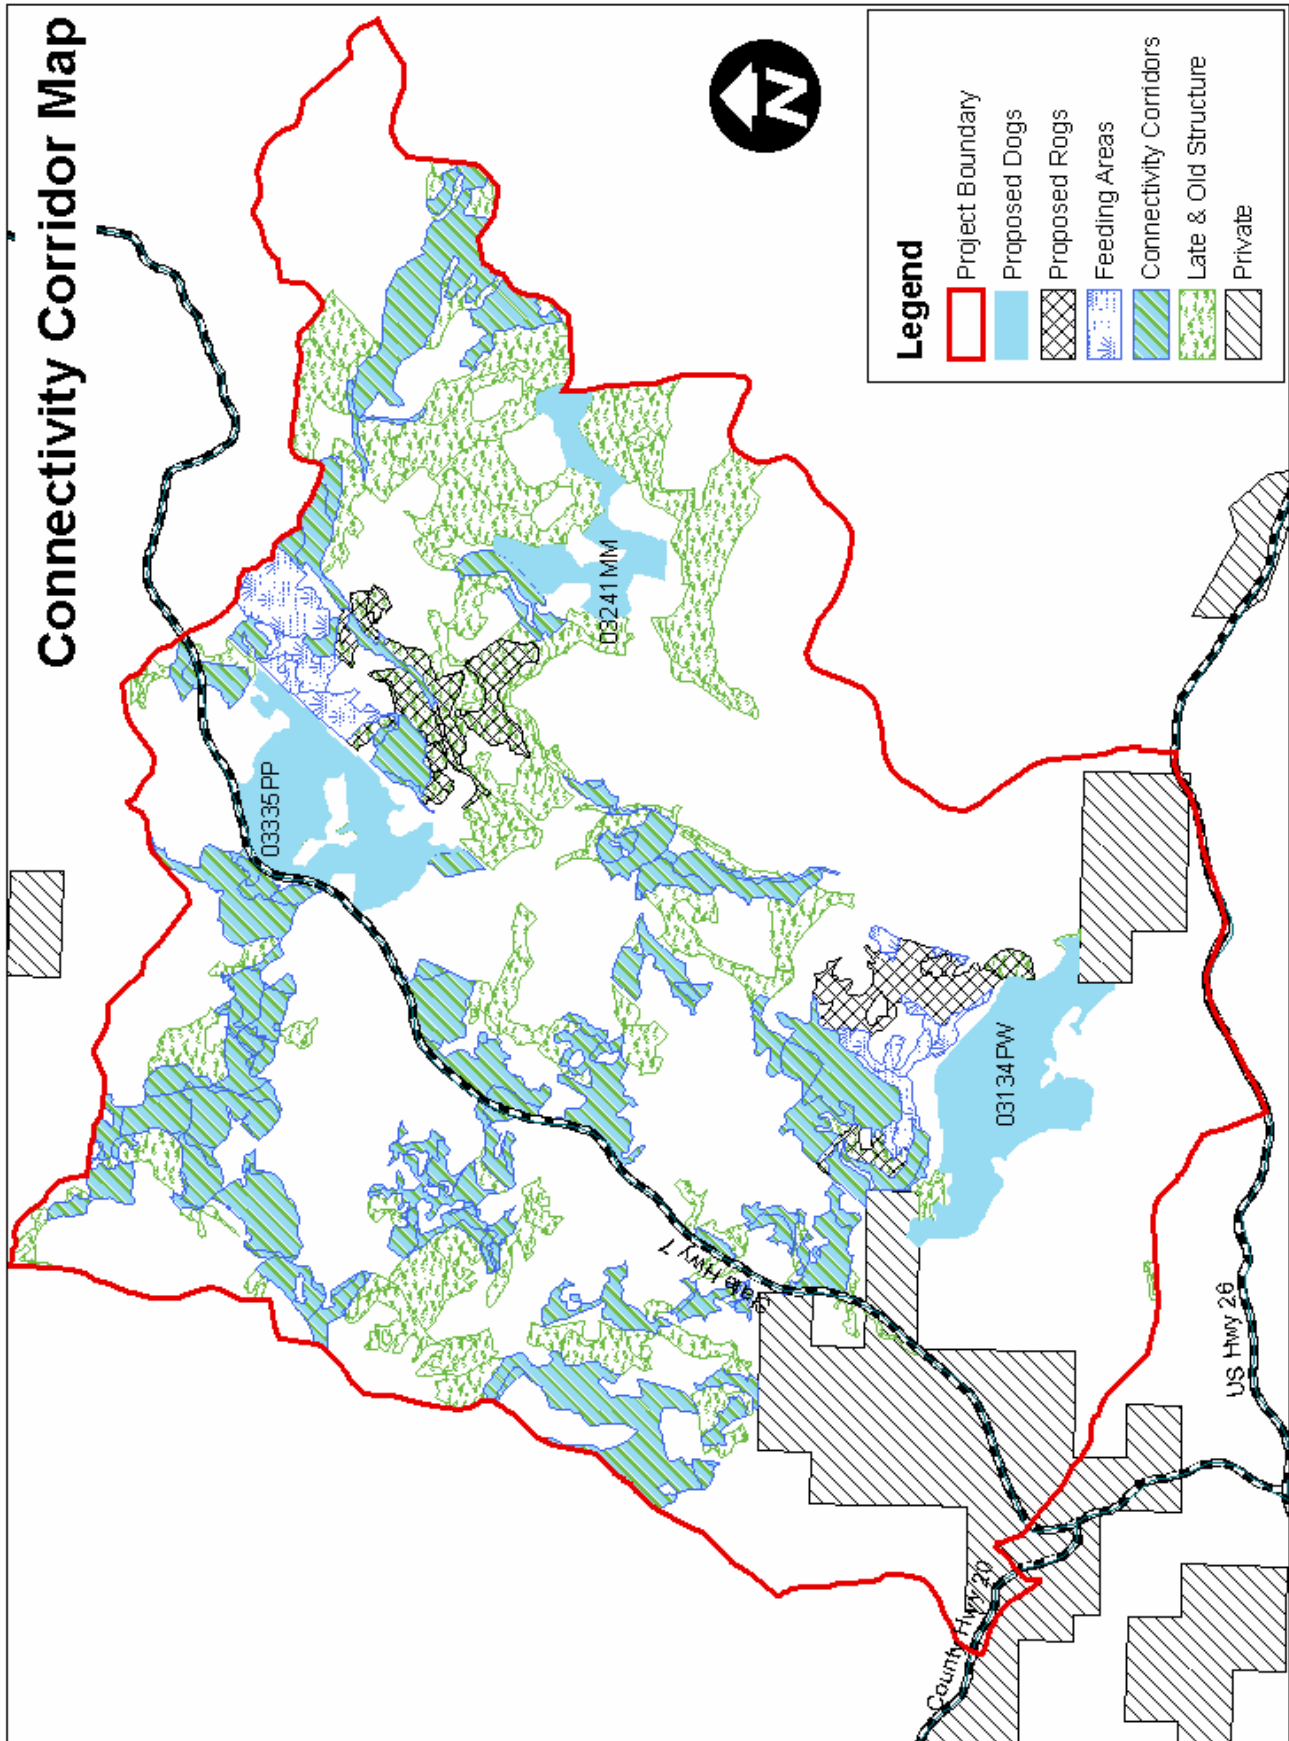 Connectivity Corridor Map
N
Legend
Project Boundary
Proposed Dogs
Proposed Rogs
Feeding Areas
Connectivity Corridors
Late & Old Structure
Private
03335PP
03241MM
03134PW
State Hwy 7
US Hwy 26
County Hwy 20